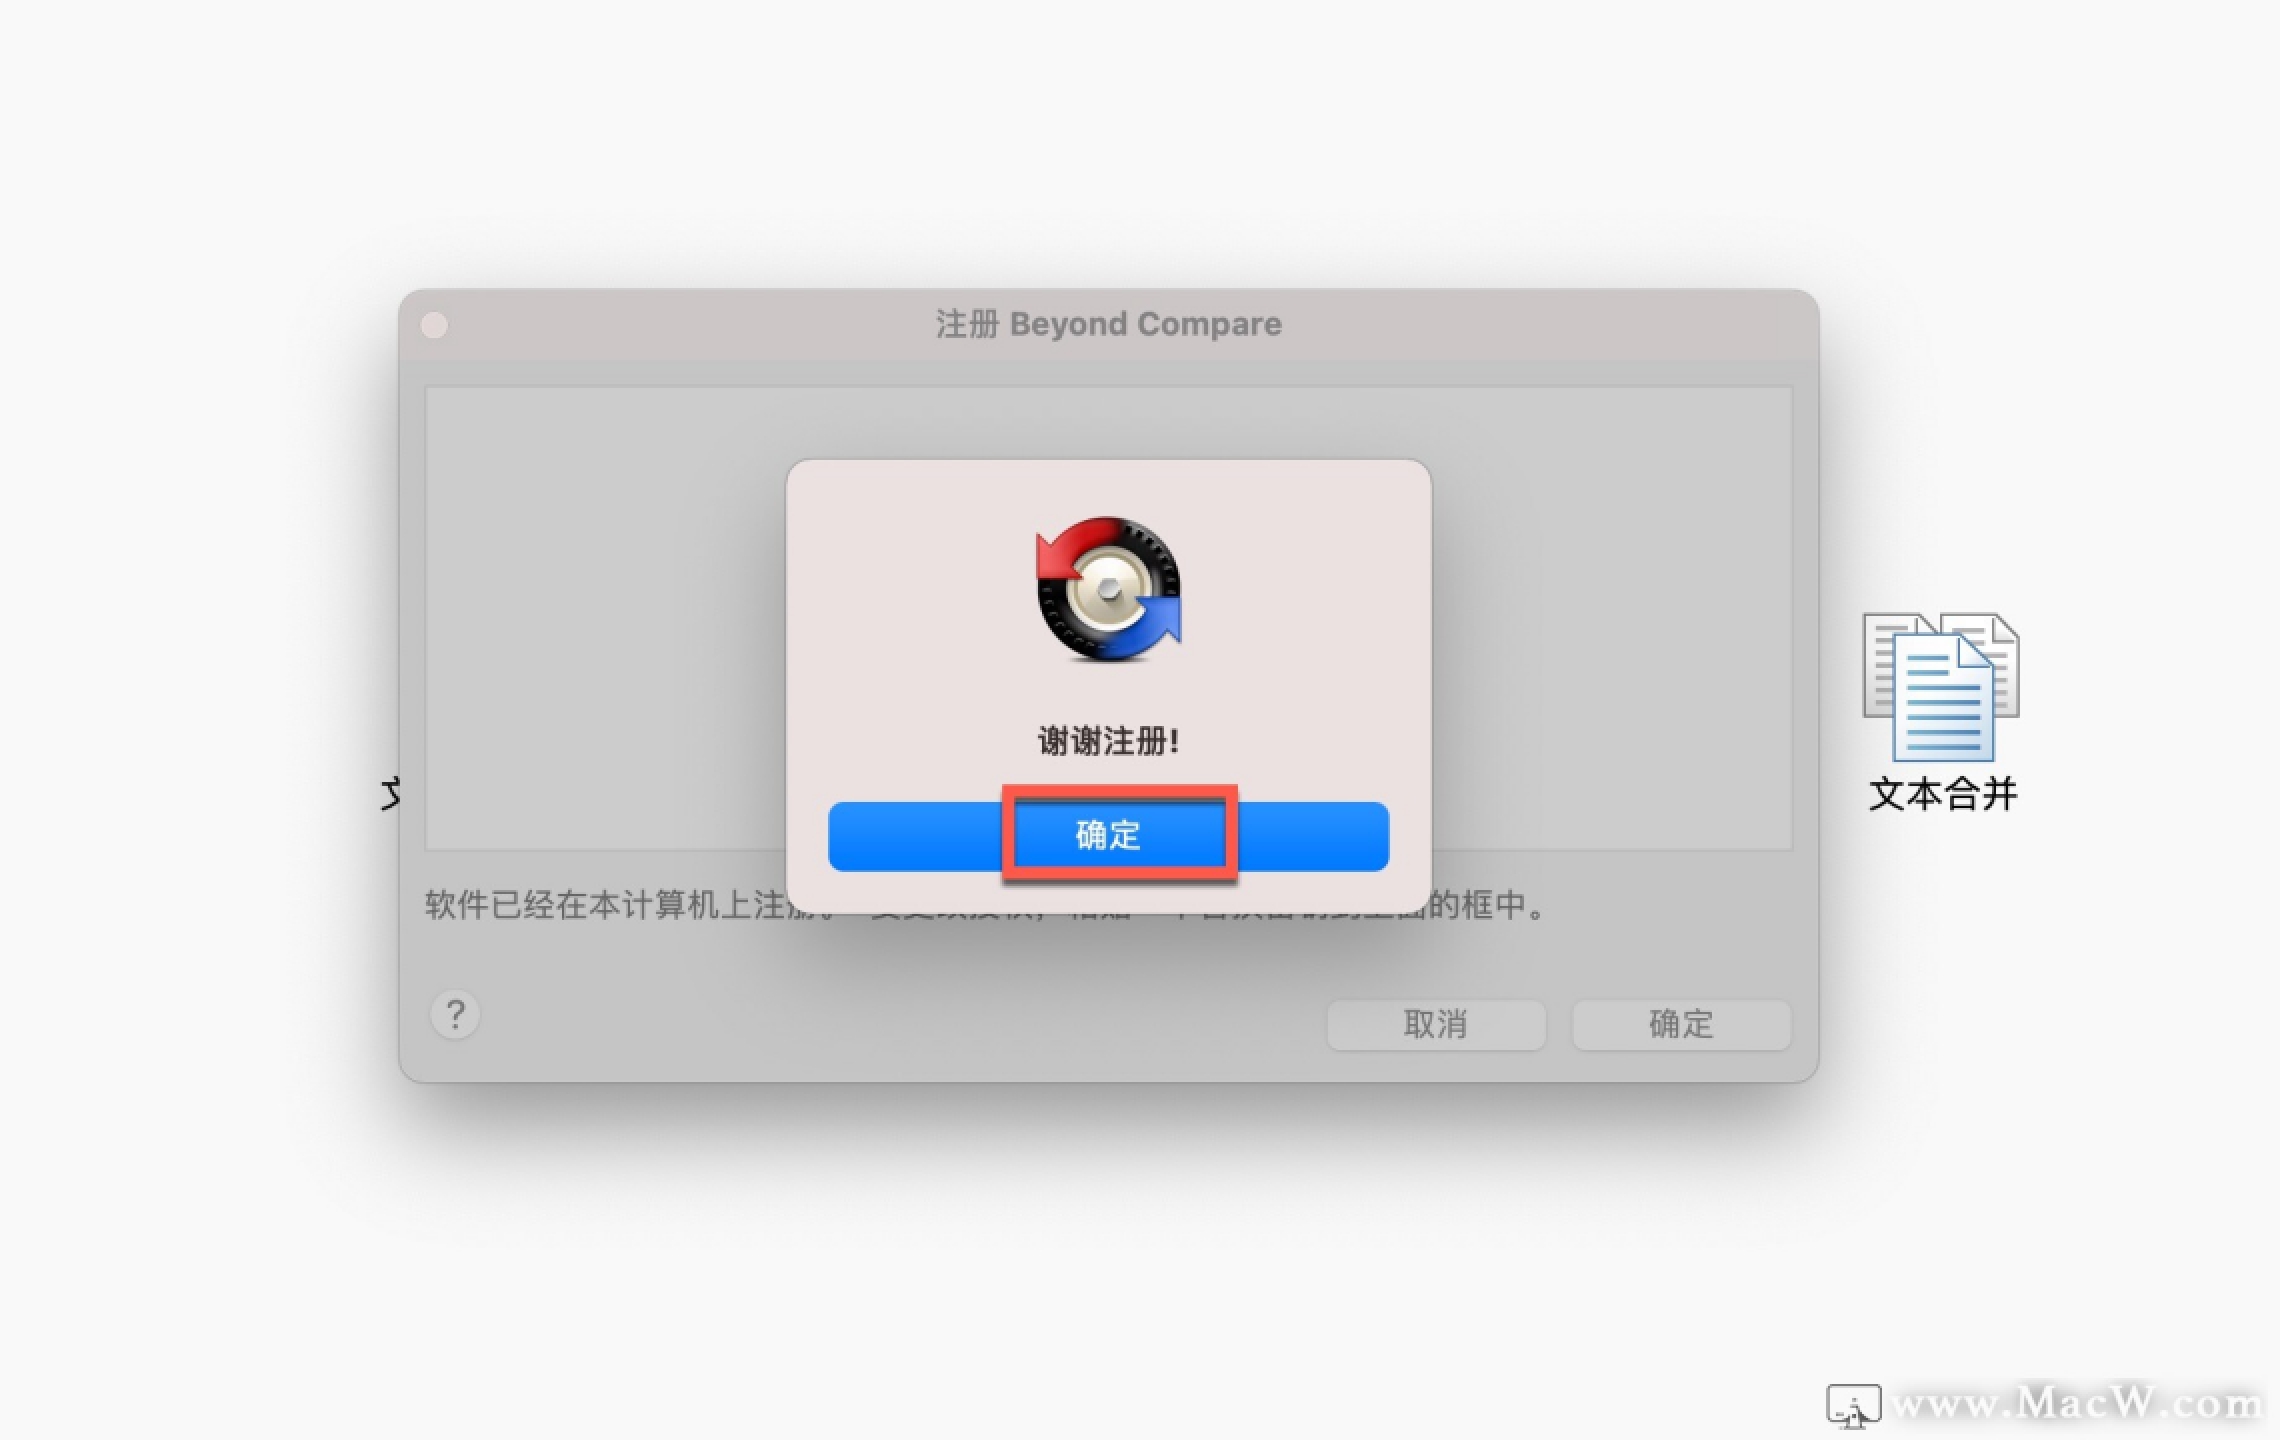 注册 Beyond Compare
谢谢注册!
确定
文本合并
软件已经在本计算机上注册。 的框中。
?
取消
确定
www.MacW.com